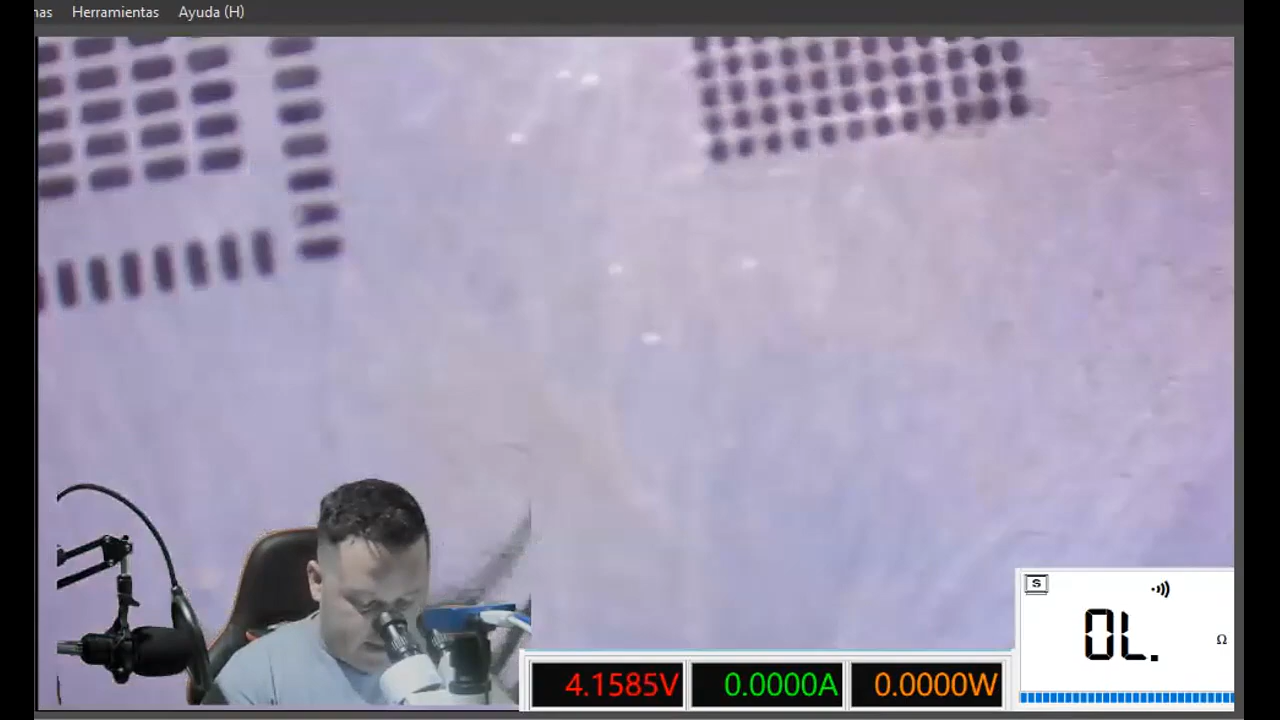 nas Herramientas Ayuda (H)
S
OL.
Ω
4.1585V 0.0000A 0.0000W